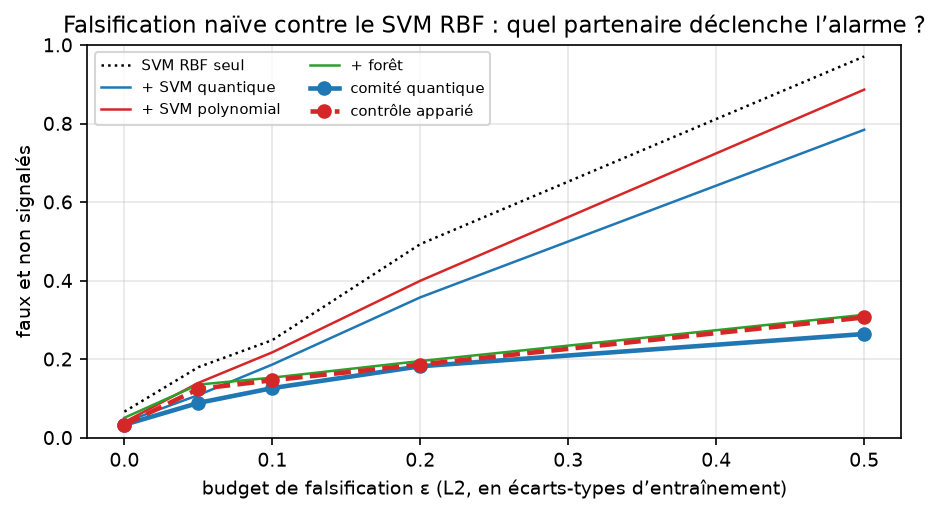 Falsification naïve contre le SVM RBF : quel partenaire déclenche l’alarme ?
faux et non signalés
1.0
0.8
0.6
0.4
0.2
0.0
SVM RBF seul
+ SVM quantique
+ SVM polynomial
+ forêt
comité quantique
contrôle apparié
0.0 0.1 0.2 0.3 0.4 0.5
budget de falsification ε (L2, en écarts-types d’entraînement)